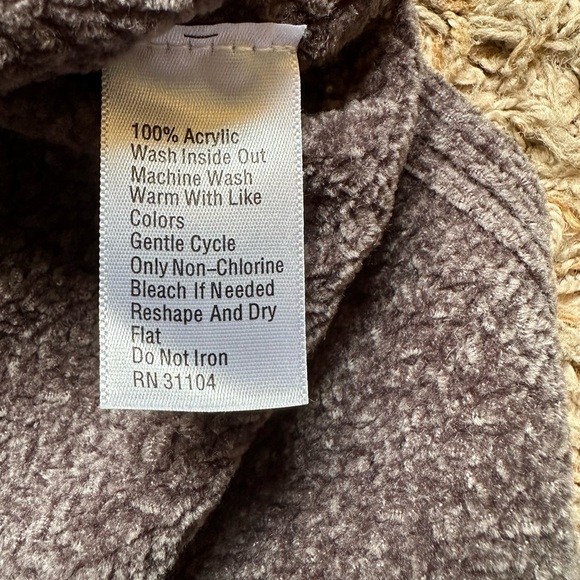 100% Acrylic
Wash Inside Out
Machine Wash
Warm With Like
Colors
Gentle Cycle
Only Non-Chlorine
Bleach If Needed
Reshape And Dry
Flat
Do Not Iron
RN 31104